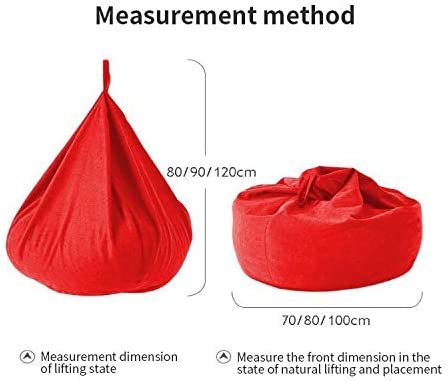 Measurement method
80/90/120cm
70/80/100cm
Measurement dimension
of lifting state
Measure the front dimension in the
state of natural lifting and placement